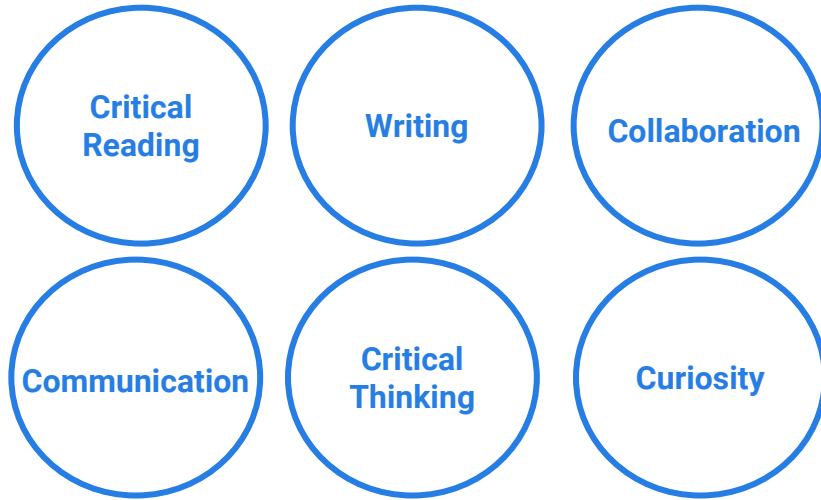 Critical
Reading
Writing
Collaboration
Communication
Critical
Thinking
Curiosity